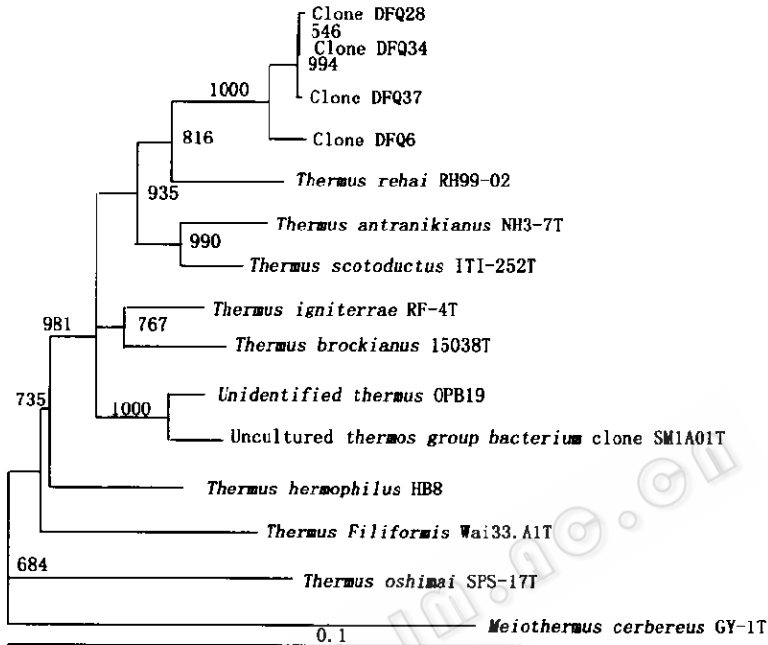 Clone DFQ28
546
Clone DFQ34
994
1000
Clone DFQ37
816
Clone DFQ6
Thermus rehai RH99-02
935
Thermus antranikianus NH3-7T
990
Thermus scotoductus ITI-252T
Thermus igniterrae RF-4T
981
767
Thermus brockianus 15038T
Unidentified thermus OPB19
735
1000
Uncultured thermos group bacterium clone SM1A01T
Thermus hermophilus HB8
Thermus Filiformis Wai33.A1T
684
Thermus oshimai SPS-17T
Meiothermus cerbereus GY-1T
0.1
im.ac.cn